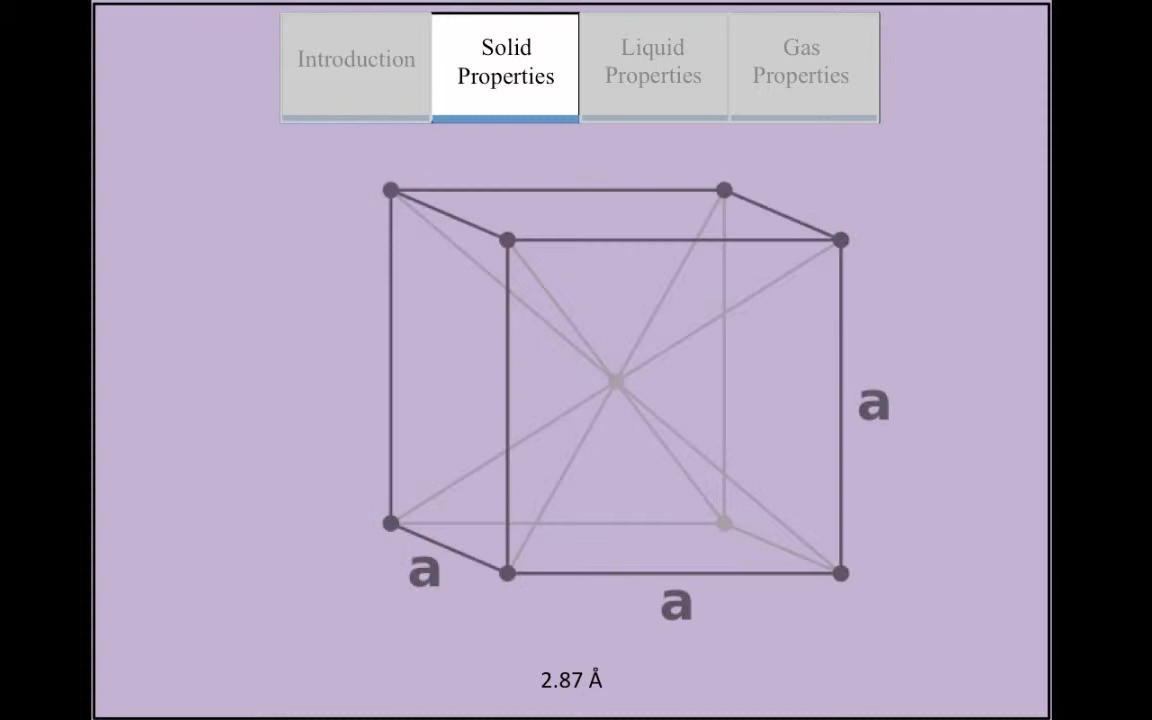 Introduction
Solid
Properties
Liquid
Properties
Gas
Properties
a
a
a
2.87 Å